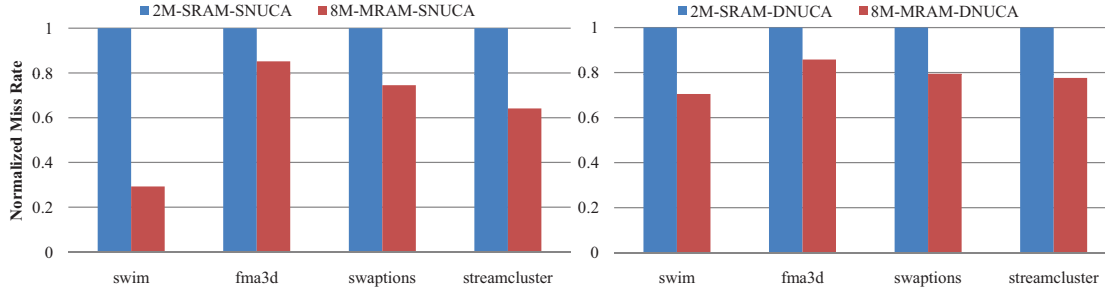 2M-SRAM-SNUCA 8M-MRAM-SNUCA
Normalized Miss Rate
1
0.8
0.6
0.4
0.2
0
swim fma3d swaptions streamcluster
2M-SRAM-DNUCA 8M-MRAM-DNUCA
1
0.8
0.6
0.4
0.2
0
swim fma3d swaptions streamcluster